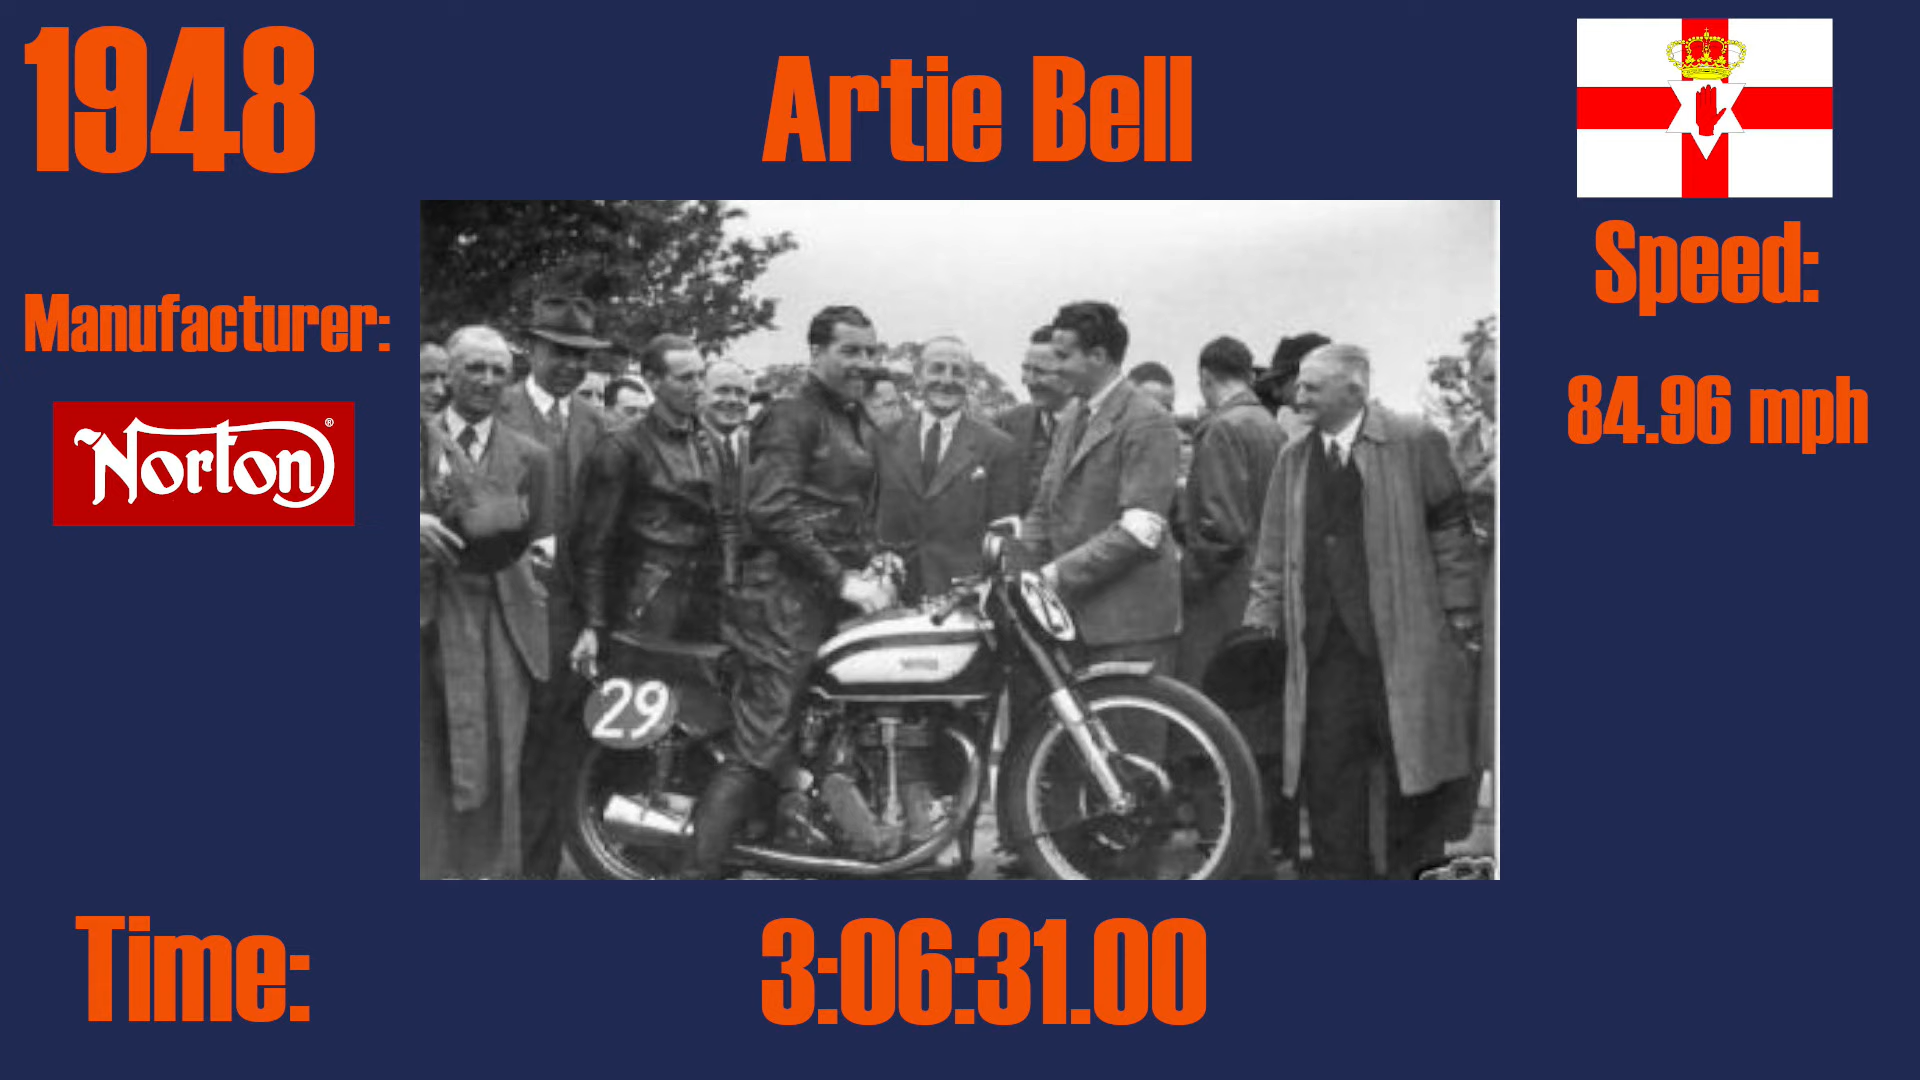 1948
Artie Bell
Speed:
84.96 mph
Manufacturer:
Norton®
29
Time:
3:06:31.00